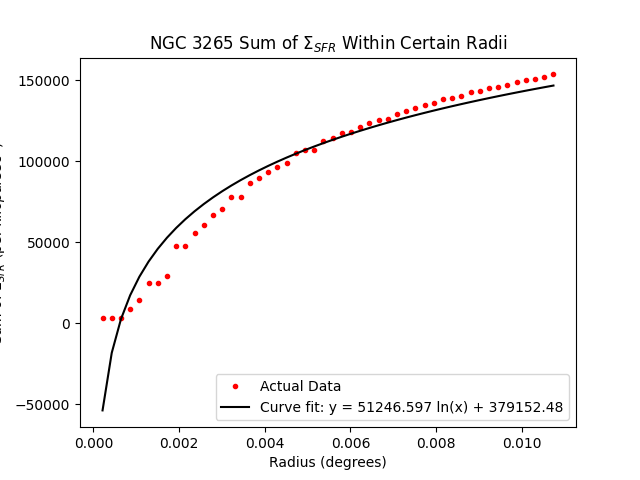 NGC 3265 Sum of Σ_SFR Within Certain Radii
150000
100000
50000
0
−50000
Actual Data
Curve fit: y = 51246.597 ln(x) + 379152.48
0.000 0.002 0.004 0.006 0.008 0.010
Radius (degrees)